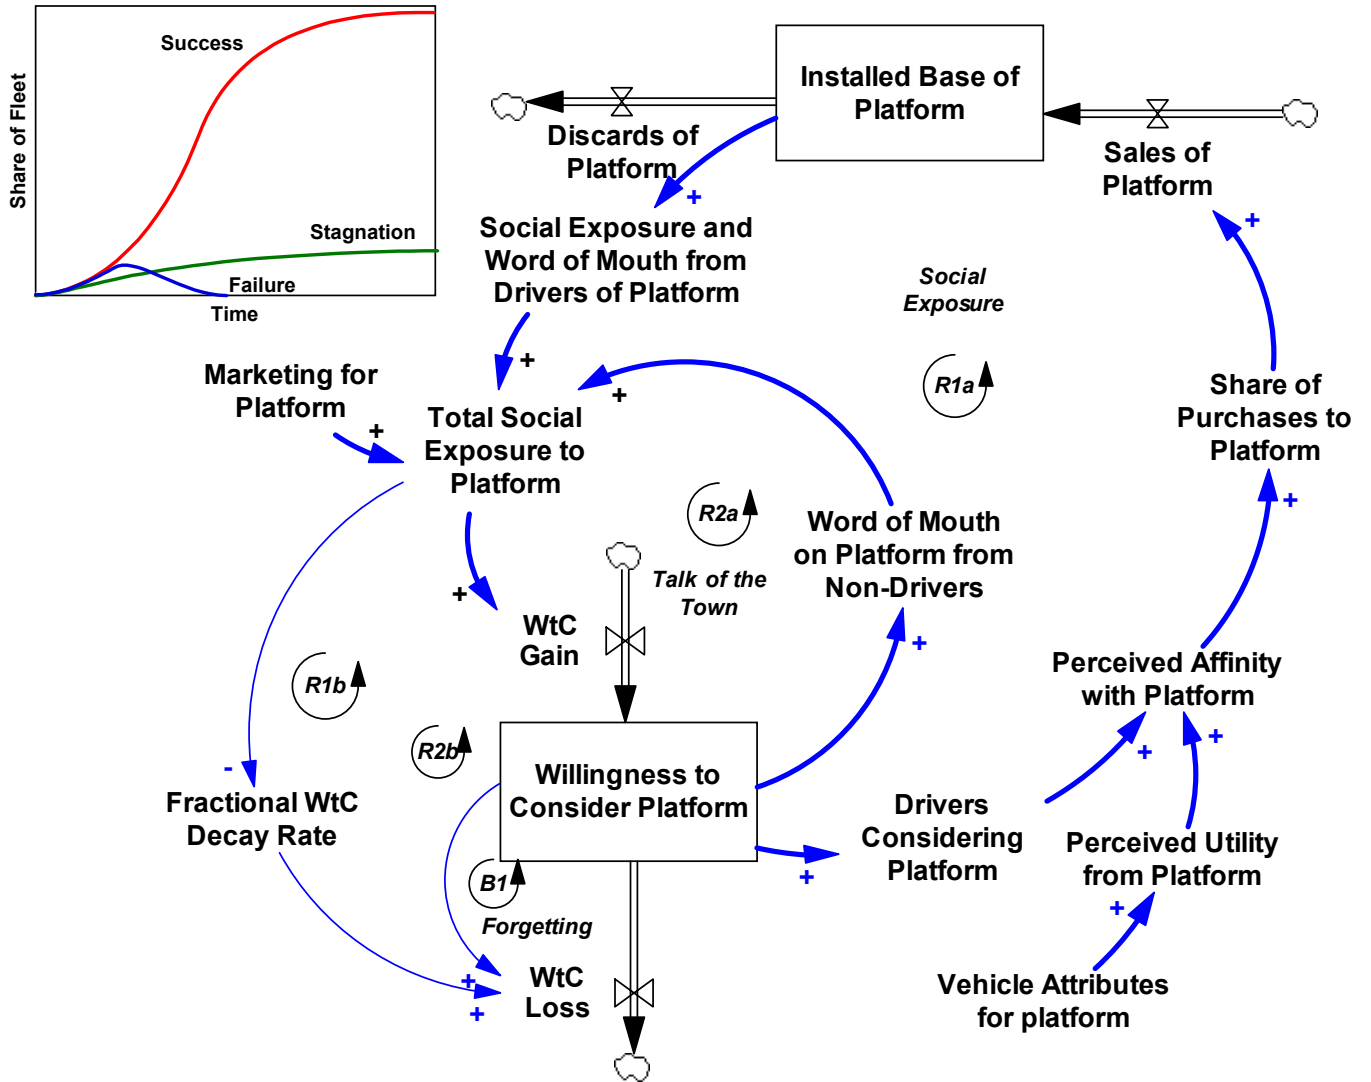 Success
Stagnation
Failure
Share of Fleet
Time
Installed Base of
Platform
Discards of
Platform
Sales of
Platform
+
+
Social Exposure and
Word of Mouth from
Drivers of Platform
Social
Exposure
R1a
+
+
Marketing for
Platform
+
Total Social
Exposure to
Platform
Share of
Purchases to
Platform
+
R2a
Talk of the
Town
Word of Mouth
on Platform from
Non-Drivers
+
+
WtC
Gain
R1b
R2b
Perceived Affinity
with Platform
+
+
-
Fractional WtC
Decay Rate
Willingness to
Consider Platform
+
Drivers
Considering
Platform
Perceived Utility
from Platform
+
B1
Forgetting
+
+
WtC
Loss
Vehicle Attributes
for platform